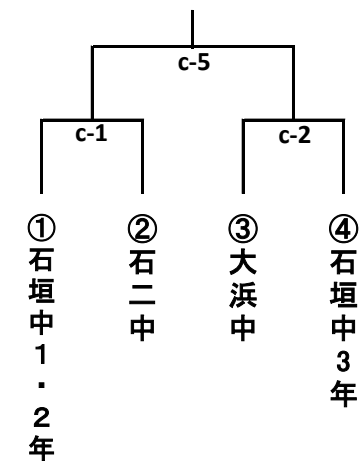 c-5
c-1
c-2
①石垣中１・２年
②石二中
③大浜中
④石垣中３年